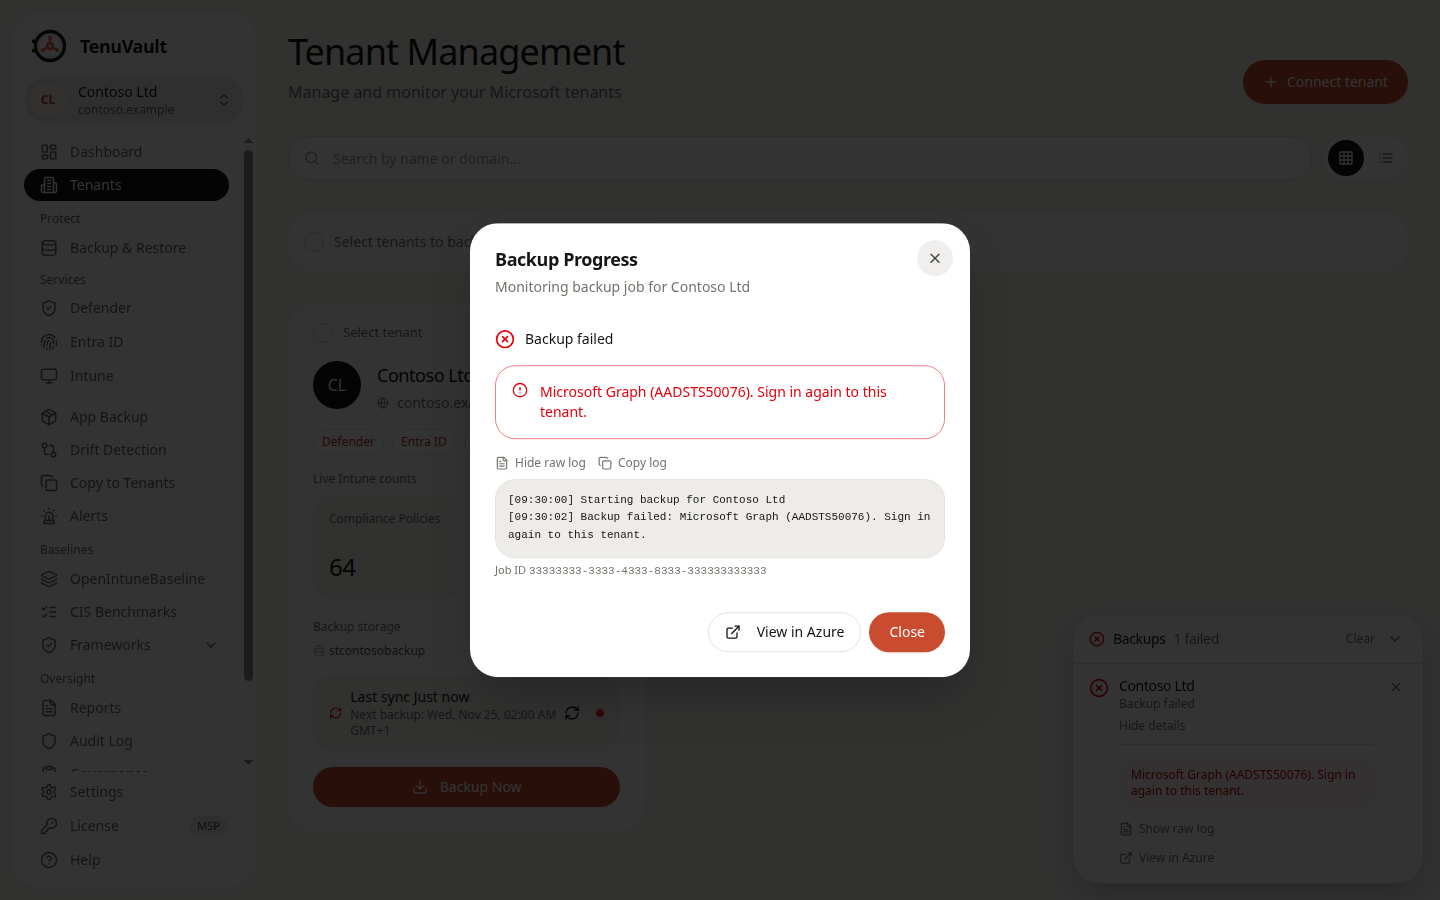 TenuVault
CL
Contoso Ltd
contoso.example
Dashboard
Tenants
Protect
Backup & Restore
Services
Defender
Entra ID
Intune
App Backup
Drift Detection
Copy to Tenants
Alerts
Baselines
OpenIntuneBaseline
CIS Benchmarks
Frameworks
Oversight
Reports
Audit Log
Settings
License
MSP
Help
Tenant Management
Manage and monitor your Microsoft tenants
Connect tenant
Search by name or domain...
Select tenants to bac
Select tenant
CL
Contoso Ltd
contoso.exa
Defender
Entra ID
Live Intune counts
Compliance Policies
64
Backup storage
stcontosobackup
Last sync Just now
Next backup: Wed, Nov 25, 02:00 AM
GMT+1
Backup Now
Backup Progress
Monitoring backup job for Contoso Ltd
Backup failed
Microsoft Graph (AADSTS50076). Sign in again to this
tenant.
Hide raw log
Copy log
[09:30:00] Starting backup for Contoso Ltd
[09:30:02] Backup failed: Microsoft Graph (AADSTS50076). Sign in
again to this tenant.
Job ID 33333333-3333-4333-8333-333333333333
View in Azure
Close
Backups 1 failed
Clear
Contoso Ltd
Backup failed
Hide details
Microsoft Graph (AADSTS50076). Sign in
again to this tenant.
Show raw log
View in Azure